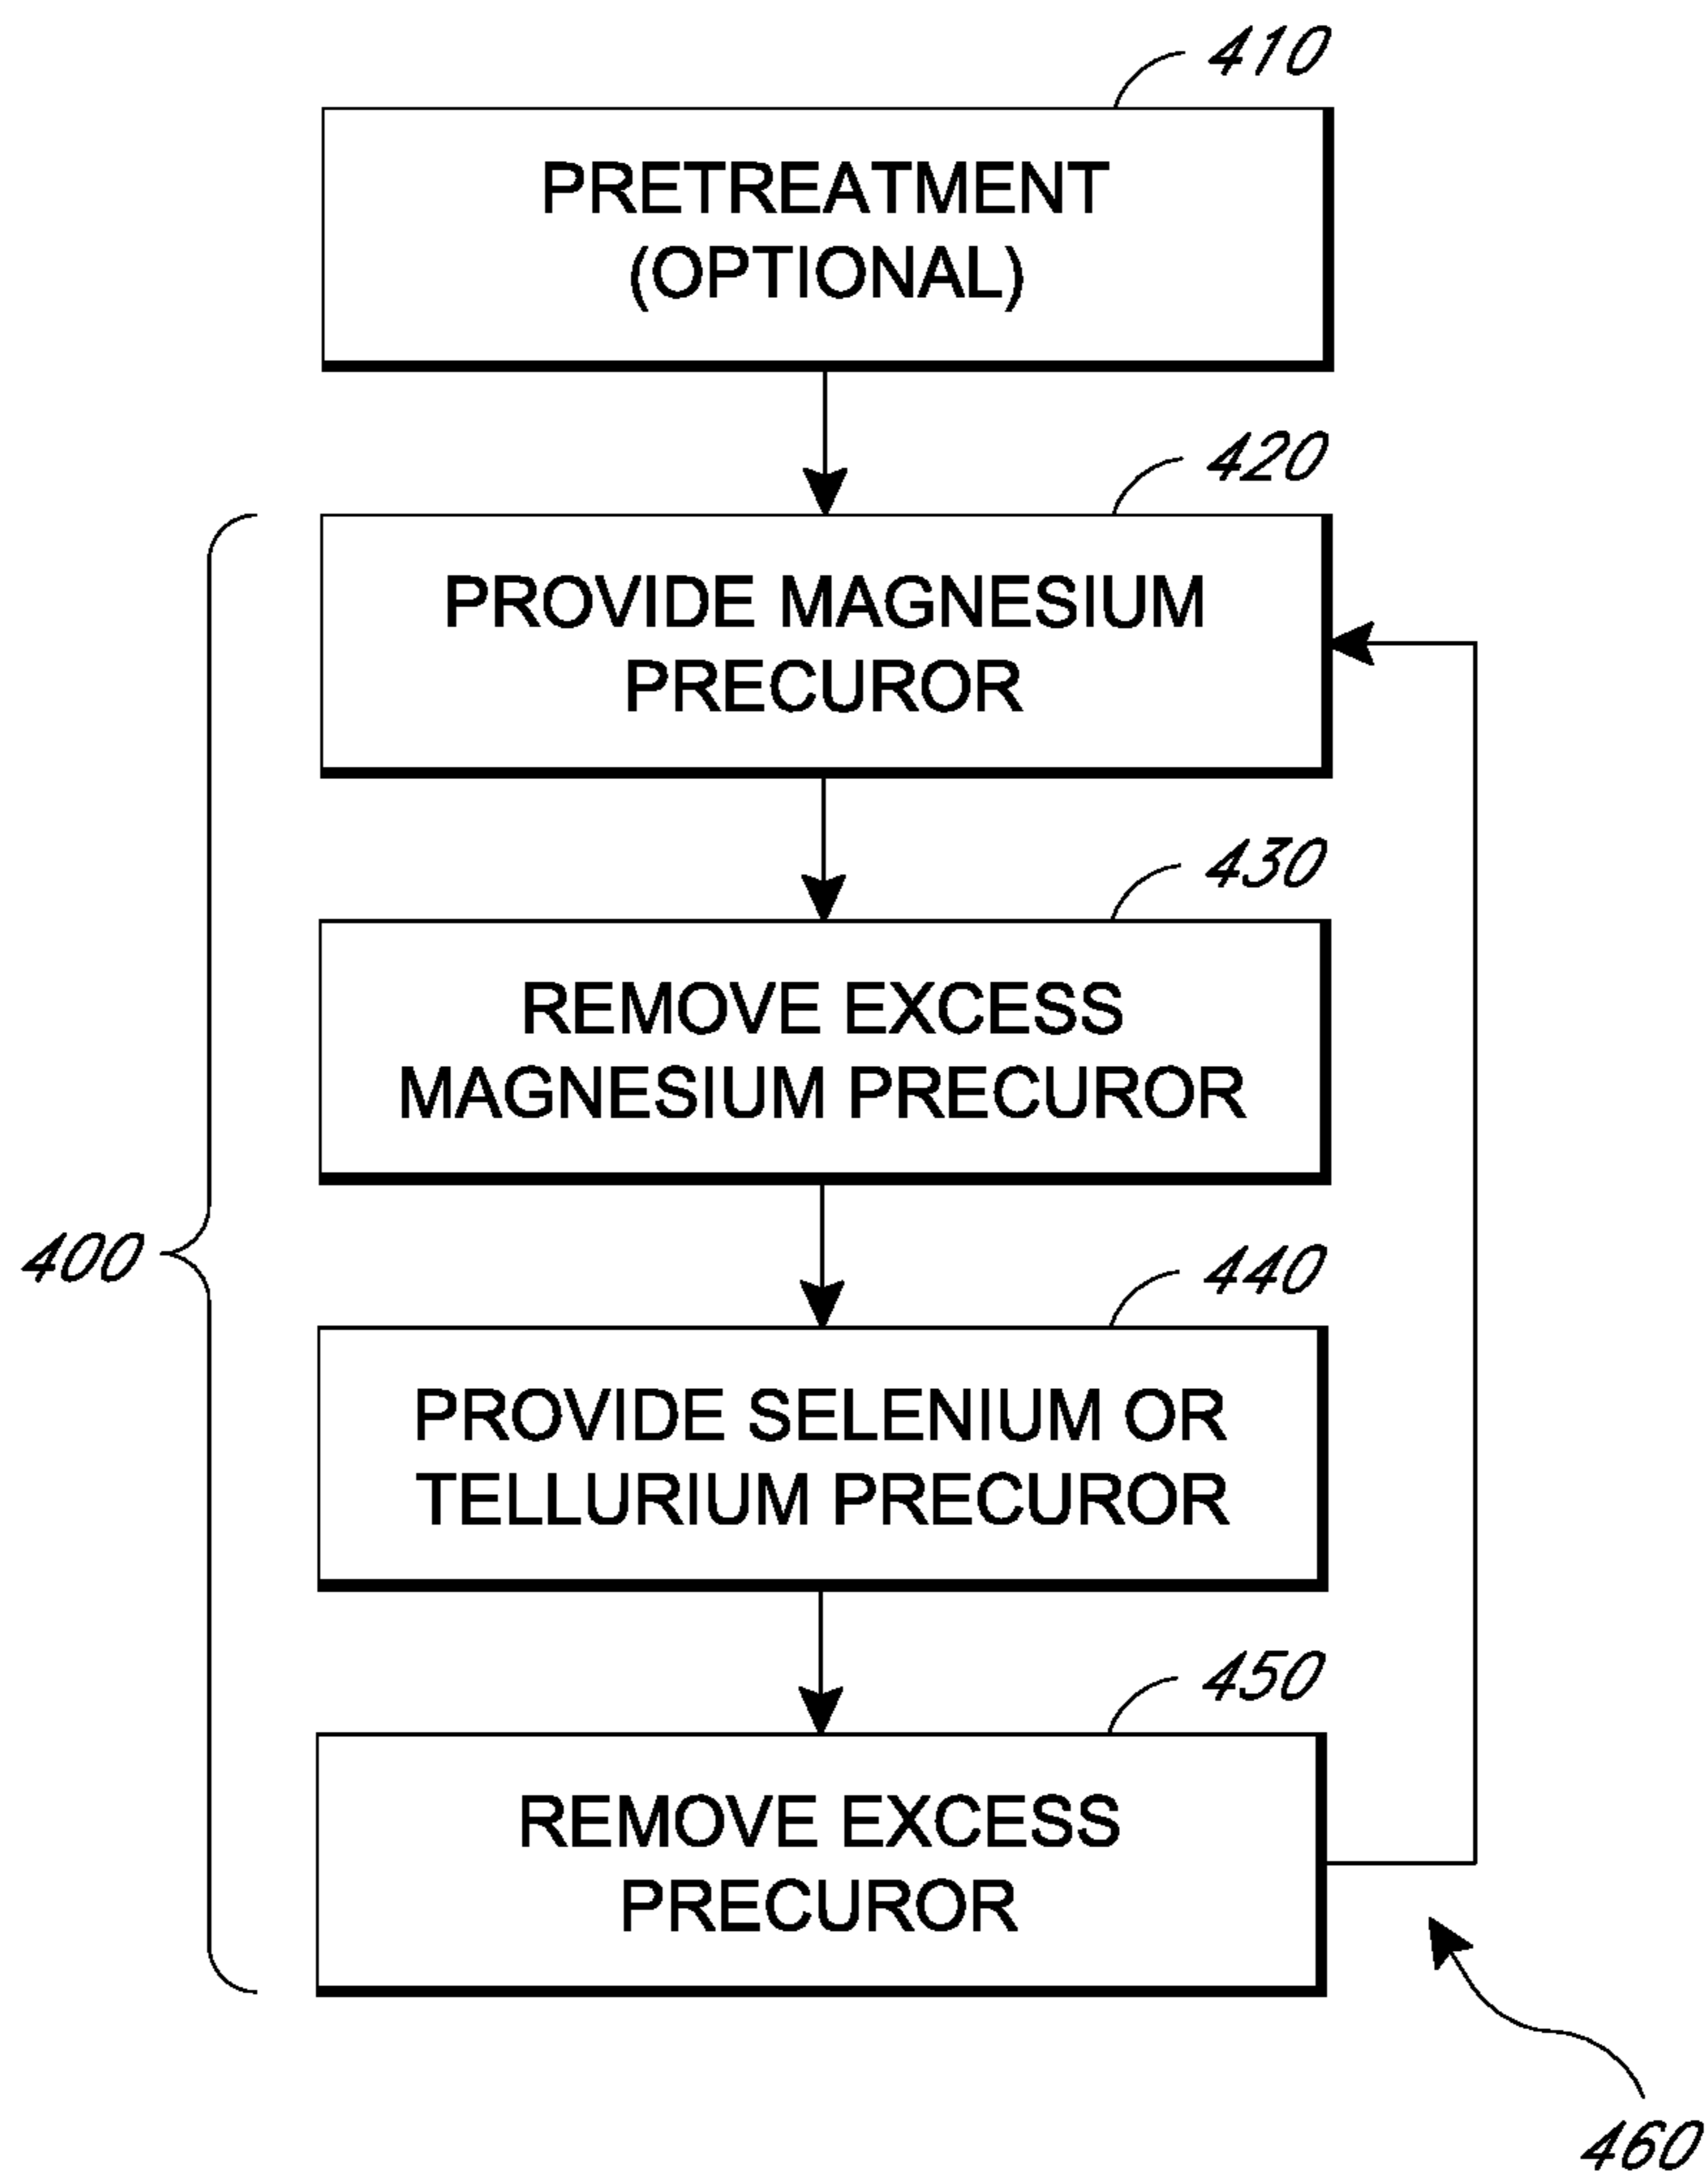 410
PRETREATMENT
(OPTIONAL)
420
PROVIDE MAGNESIUM
PRECUROR
430
REMOVE EXCESS
MAGNESIUM PRECUROR
400
440
PROVIDE SELENIUM OR
TELLURIUM PRECUROR
450
REMOVE EXCESS
PRECUROR
460